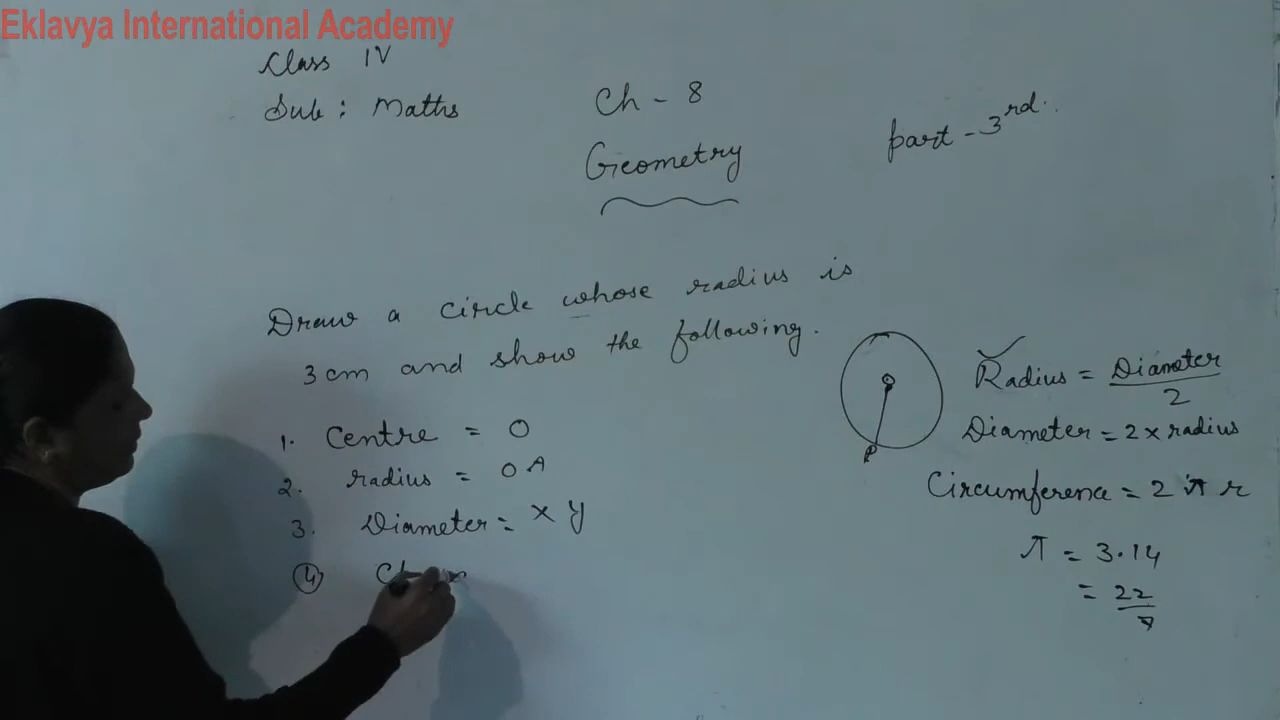 Eklavya International Academy
Class IV
Sub : Maths
Ch - 8
Geometry
part - 3rd.
Draw a circle whose radius is
3 cm and show the following.
1. Centre = O
2. radius = OA
3. Diameter = XY
4
O
P
Radius = Diameter/2
Diameter = 2 x radius
Circumference = 2 π r
π = 3.14
= 22/7